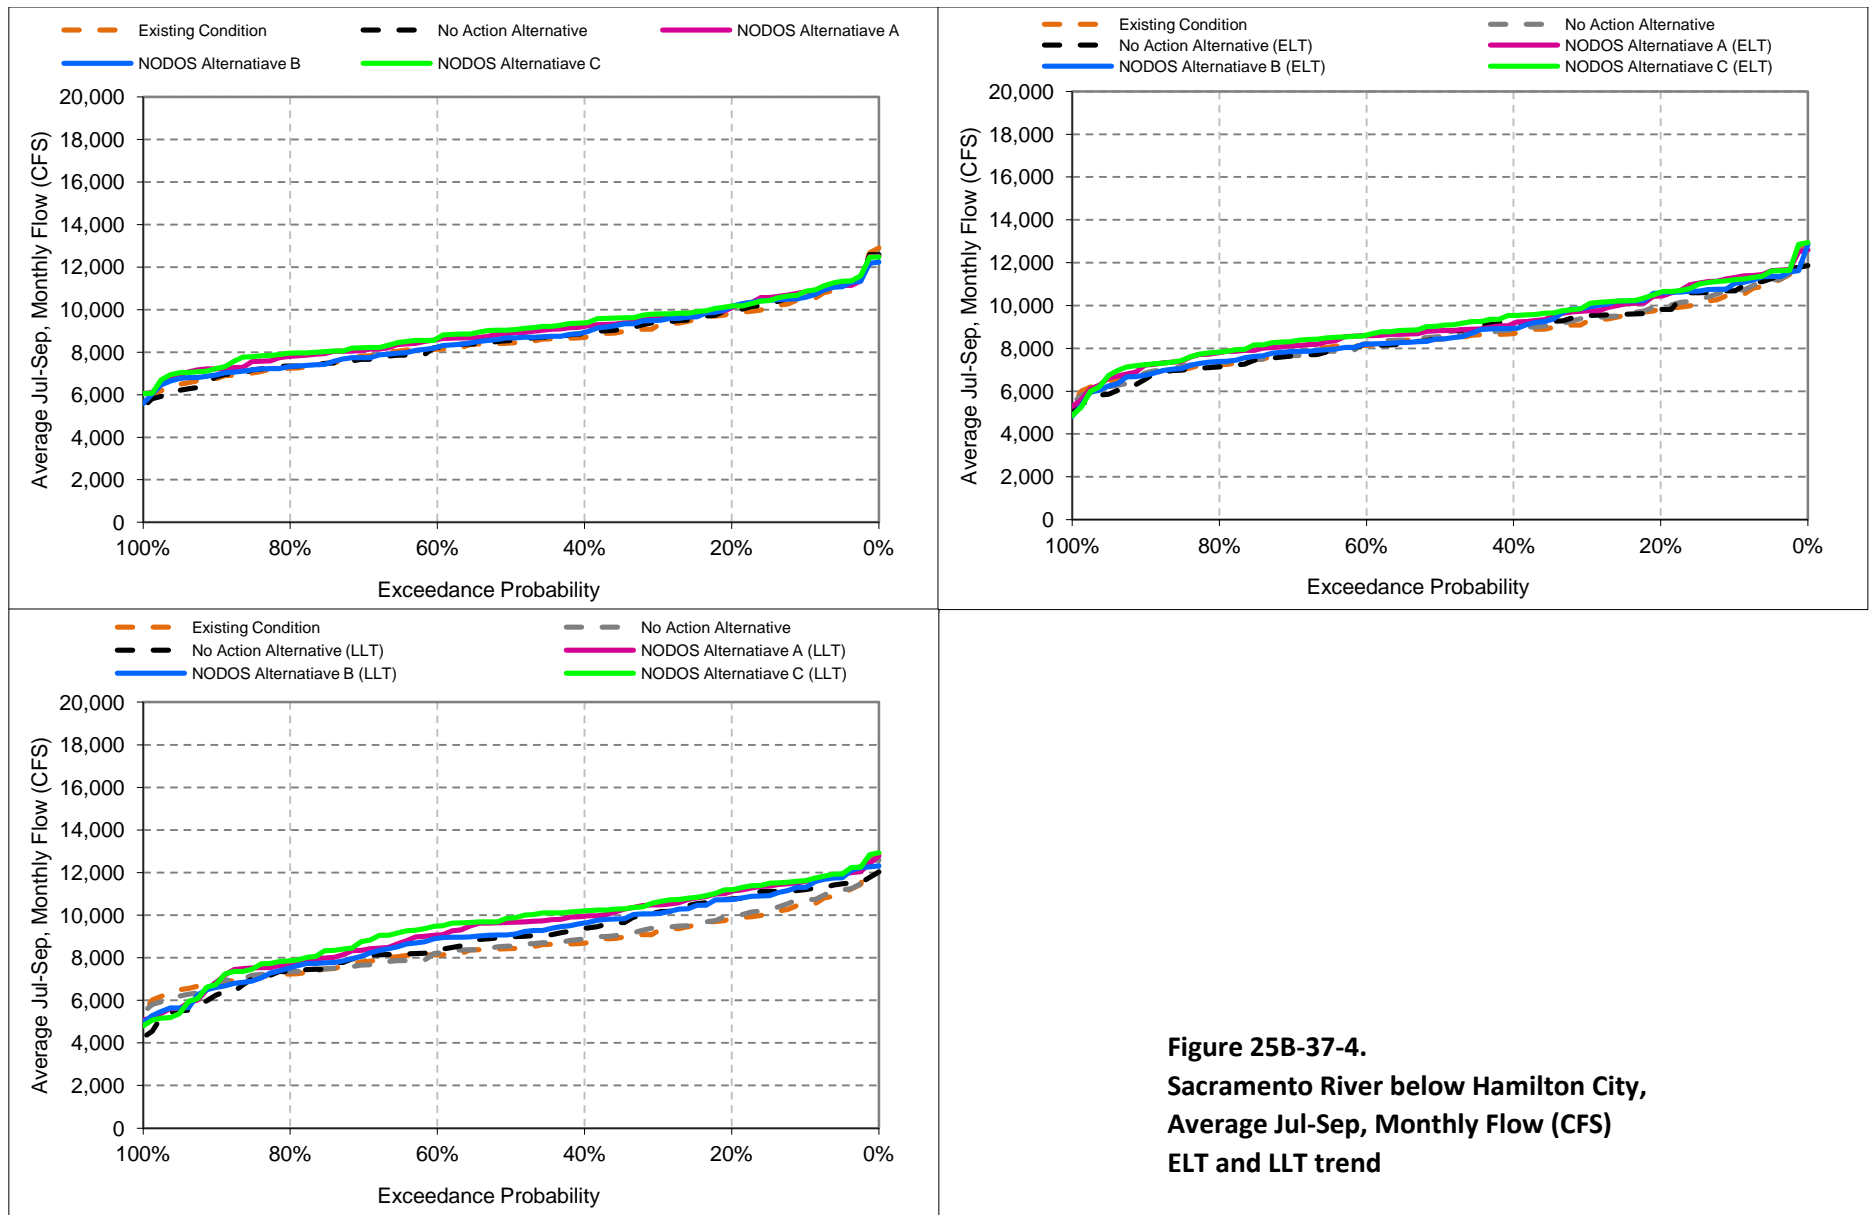 Existing Condition No Action Alternative NODOS Alternatiave A
NODOS Alternatiave B NODOS Alternatiave C
20,000
18,000
16,000
14,000
12,000
10,000
8,000
6,000
4,000
2,000
0
Average Jul-Sep, Monthly Flow (CFS)
100% 80% 60% 40% 20% 0%
Exceedance Probability
Existing Condition No Action Alternative
No Action Alternative (ELT) NODOS Alternatiave A (ELT)
NODOS Alternatiave B (ELT) NODOS Alternatiave C (ELT)
20,000
18,000
16,000
14,000
12,000
10,000
8,000
6,000
4,000
2,000
0
Average Jul-Sep, Monthly Flow (CFS)
100% 80% 60% 40% 20% 0%
Exceedance Probability
Existing Condition No Action Alternative
No Action Alternative (LLT) NODOS Alternatiave A (LLT)
NODOS Alternatiave B (LLT) NODOS Alternatiave C (LLT)
20,000
18,000
16,000
14,000
12,000
10,000
8,000
6,000
4,000
2,000
0
Average Jul-Sep, Monthly Flow (CFS)
100% 80% 60% 40% 20% 0%
Exceedance Probability
Figure 25B-37-4.
Sacramento River below Hamilton City,
Average Jul-Sep, Monthly Flow (CFS)
ELT and LLT trend